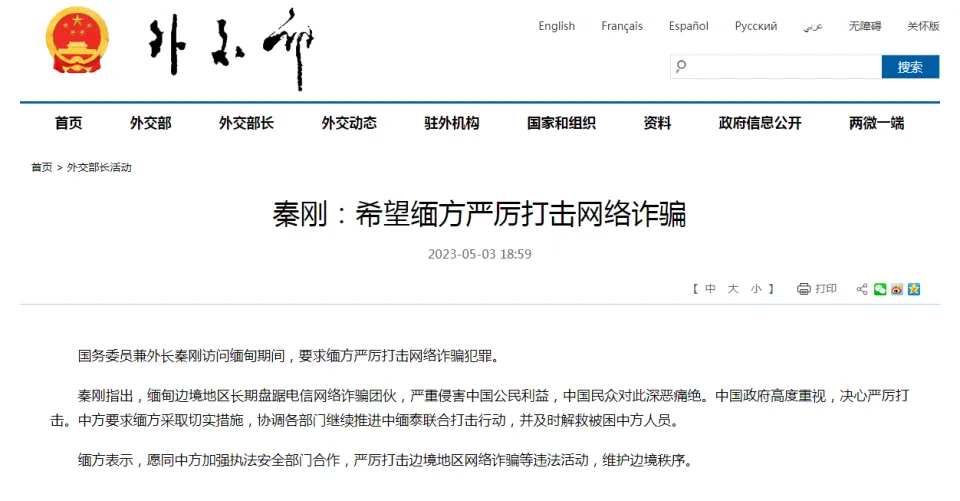 外交部
English Français Español Русский عربي 无障碍 关怀版
搜索
首页 外交部 外交部长 外交动态 驻外机构 国家和组织 资料 政府信息公开 两微一端
首页 > 外交部长活动
秦刚：希望缅方严厉打击网络诈骗
2023-05-03 18:59
【 中 大 小 】 打印
国务委员兼外长秦刚访问缅甸期间，要求缅方严厉打击网络诈骗犯罪。
秦刚指出，缅甸边境地区长期盘踞电信网络诈骗团伙，严重侵害中国公民利益，中国民众对此深恶痛绝。中国政府高度重视，决心严厉打
击。中方要求缅方采取切实措施，协调各部门继续推进中缅泰联合打击行动，并及时解救被困中方人员。
缅方表示，愿同中方加强执法安全部门合作，严厉打击边境地区网络诈骗等违法活动，维护边境秩序。